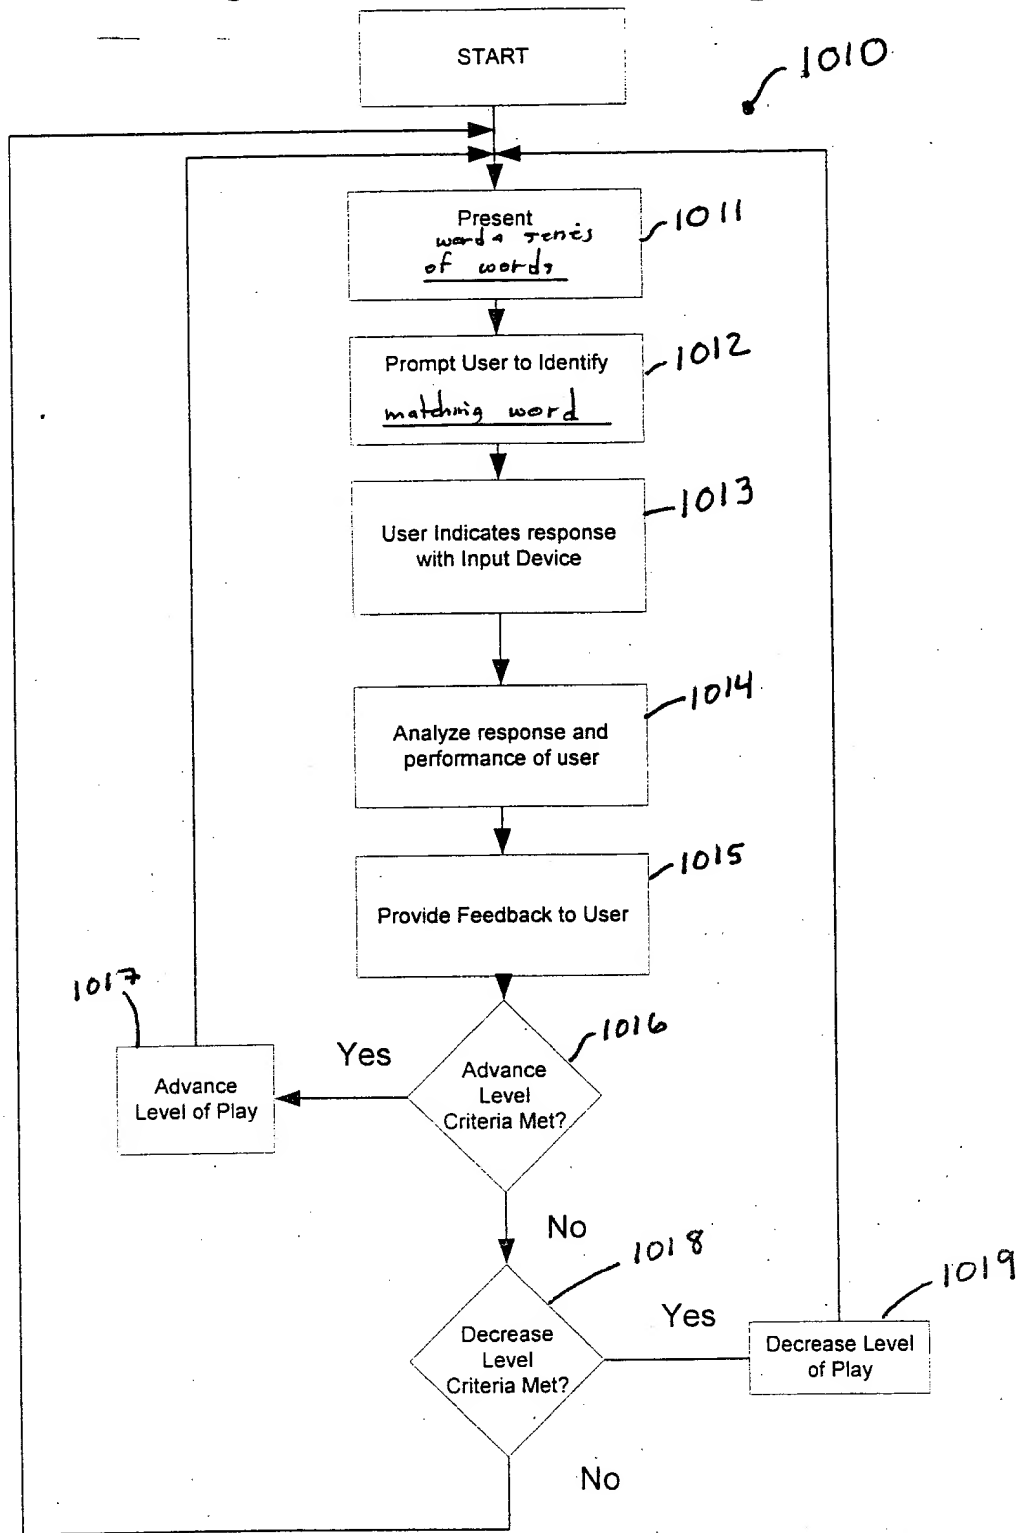 START
1010
Present
word & series
of words
1011
Prompt User to Identify
matching word
1012
User Indicates response
with Input Device
1013
Analyze response and
performance of user
1014
Provide Feedback to User
1015
1017
Advance
Level of Play
Yes
Advance
Level
Criteria Met?
1016
No
Decrease
Level
Criteria Met?
1018
Yes
Decrease Level
of Play
1019
No